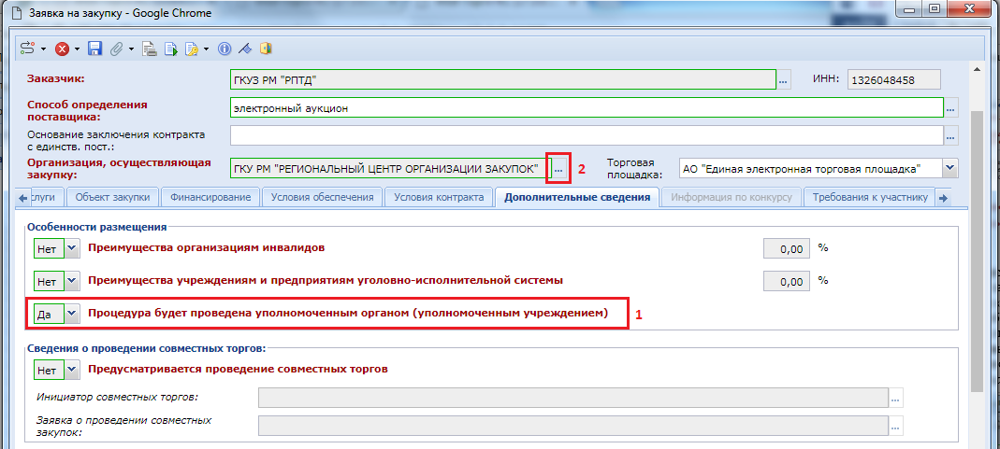 Заявка на закупку - Google Chrome
Заказчик: ГКУЗ РМ "РПТД" ... ИНН: 1326048458
Способ определения поставщика: электронный аукцион ...
Основание заключения контракта с единств. пост.: ...
Организация, осуществляющая закупку: ГКУ РМ "РЕГИОНАЛЬНЫЙ ЦЕНТР ОРГАНИЗАЦИИ ЗАКУПОК" ... 2 Торговая площадка: АО "Единая электронная торговая площадка"
слуги Объект закупки Финансирование Условия обеспечения Условия контракта Дополнительные сведения Информация по конкурсу Требования к участнику
Особенности размещения
Нет Преимущества организациям инвалидов 0,00 %
Нет Преимущества учреждениям и предприятиям уголовно-исполнительной системы 0,00 %
Да Процедура будет проведена уполномоченным органом (уполномоченным учреждением) 1
Сведения о проведении совместных торгов:
Нет Предусматривается проведение совместных торгов
Инициатор совместных торгов: ...
Заявка о проведении совместных закупок: ...